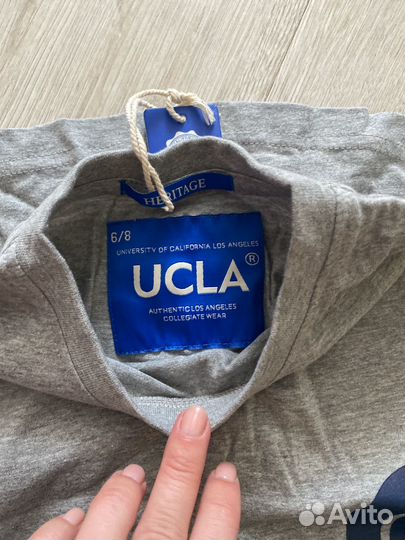 HERITAGE
6/8
UNIVERSITY OF CALIFORNIA LOS ANGELES
UCLA®
AUTHENTIC LOS ANGELES
COLLEGIATE WEAR
Avito